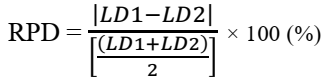 RPD = |LD1−LD2| / [(LD1+LD2) / 2] × 100 (%)